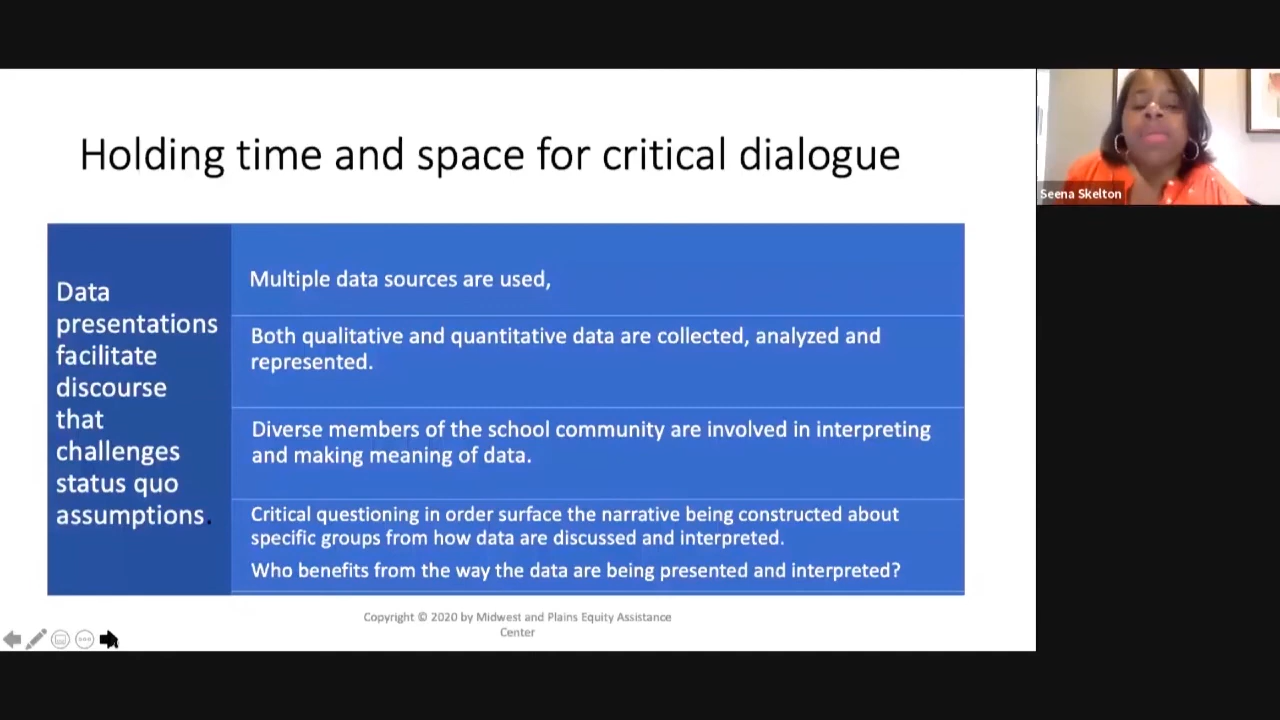 Holding time and space for critical dialogue
Seena Skelton
Data
presentations
facilitate
discourse
that
challenges
status quo
assumptions.
Multiple data sources are used,
Both qualitative and quantitative data are collected, analyzed and
represented.
Diverse members of the school community are involved in interpreting
and making meaning of data.
Critical questioning in order surface the narrative being constructed about
specific groups from how data are discussed and interpreted.
Who benefits from the way the data are being presented and interpreted?
Copyright © 2020 by Midwest and Plains Equity Assistance
Center